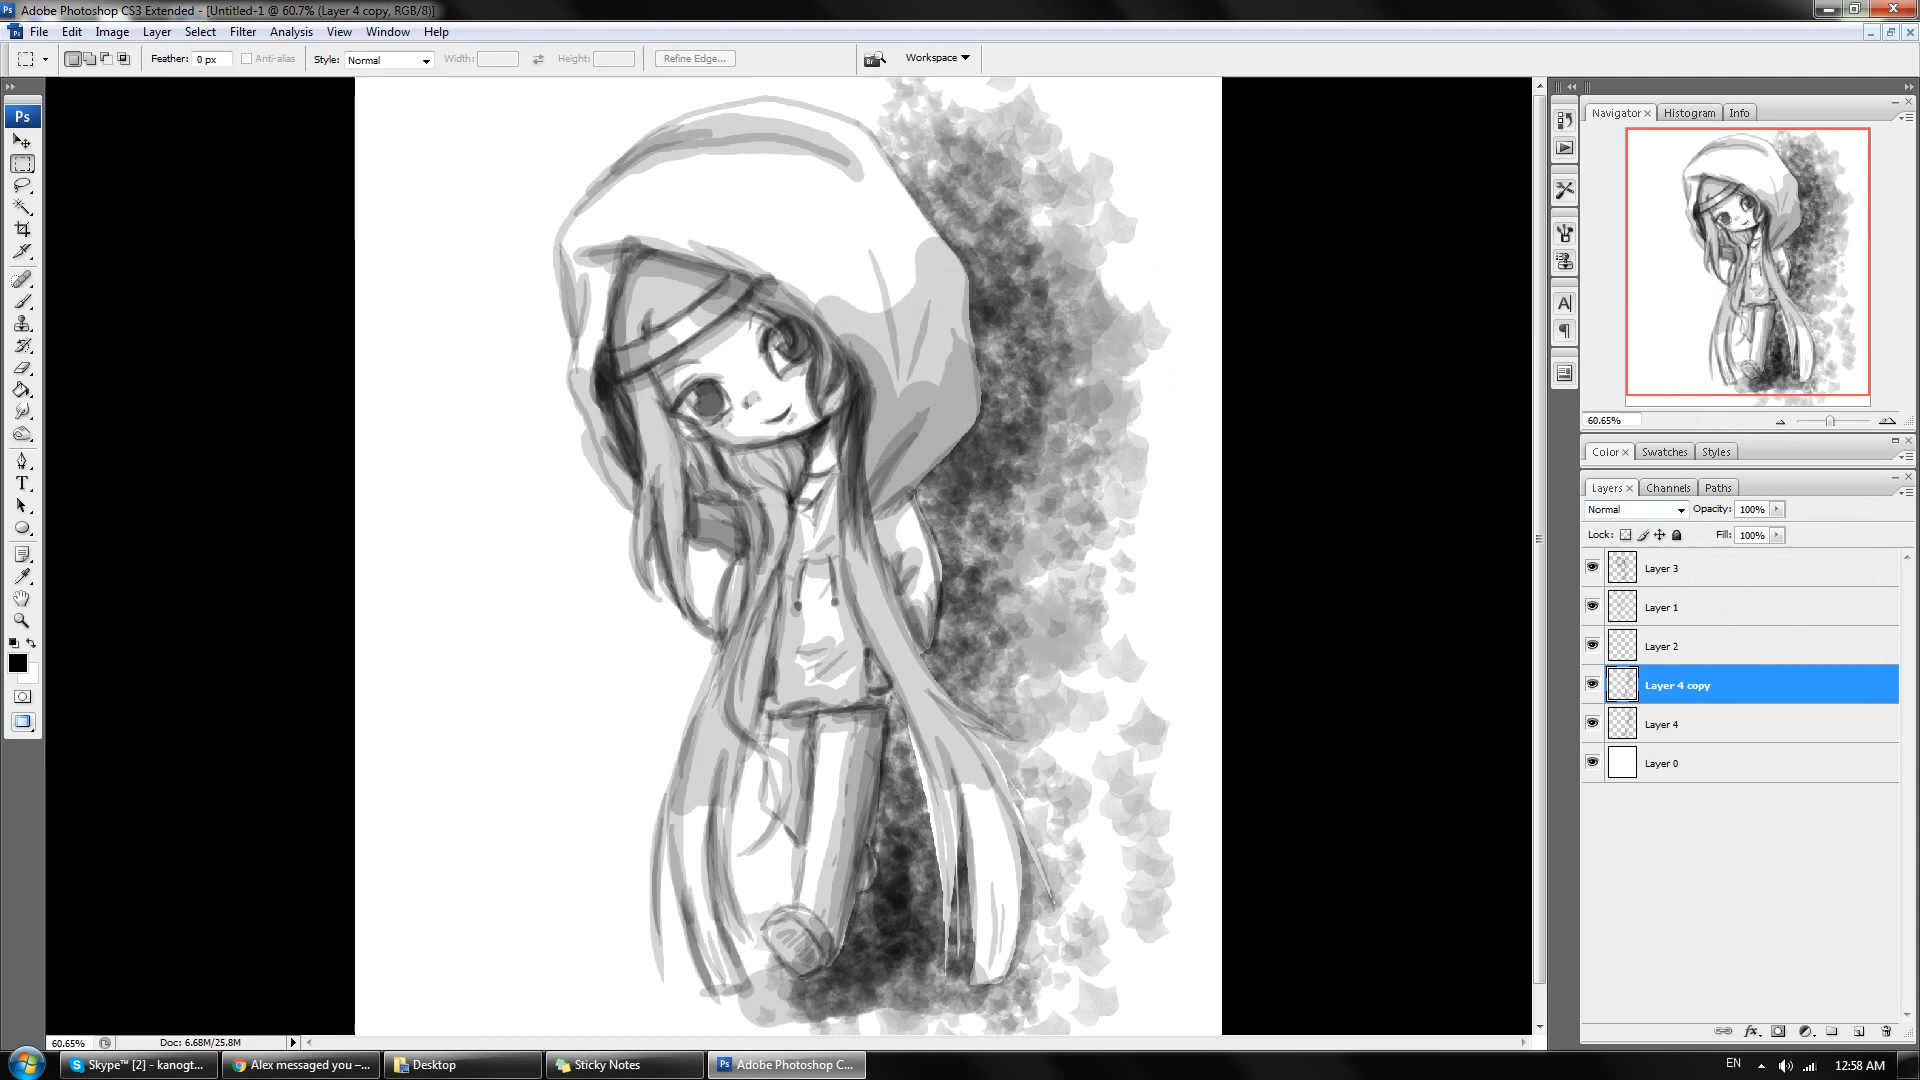 Ps Adobe Photoshop CS3 Extended - [Untitled-1 @ 60.7% (Layer 4 copy, RGB/8)]
File Edit Image Layer Select Filter Analysis View Window Help
Feather: 0 px Anti-alias Style: Normal Width: Height: Refine Edge... Br Workspace
Ps
Navigator Histogram Info
60.65%
Color Swatches Styles
Layers Channels Paths
Normal Opacity: 100%
Lock: Fill: 100%
Layer 3
Layer 1
Layer 2
Layer 4 copy
Layer 4
Layer 0
60.65% Doc: 6.68M/25.8M
Skype™ [2] - kanogt... Alex messaged you –... Desktop Sticky Notes Ps Adobe Photoshop C... EN 12:58 AM